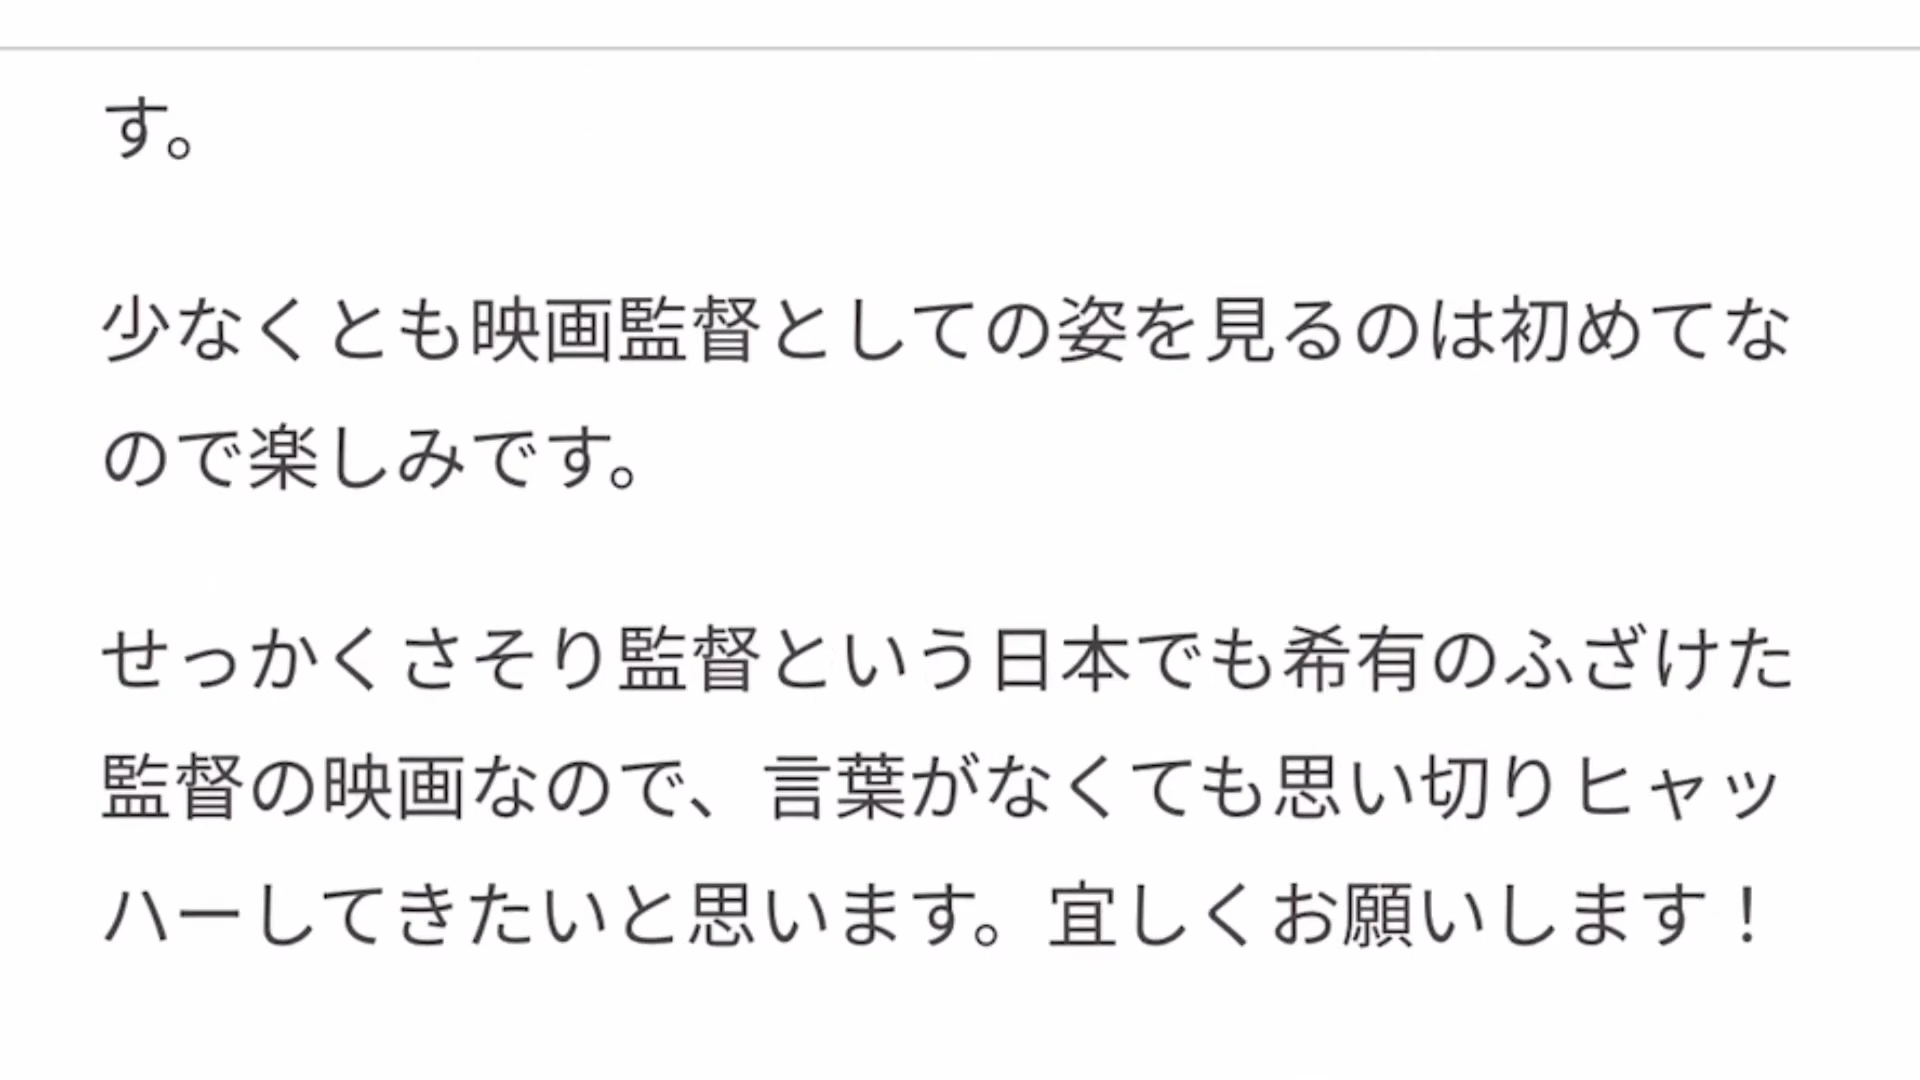 す。
少なくとも映画監督としての姿を見るのは初めてな
ので楽しみです。
せっかくさそり監督という日本でも希有のふざけた
監督の映画なので、言葉がなくても思い切りヒャッ
ハーしてきたいと思います。宜しくお願いします！